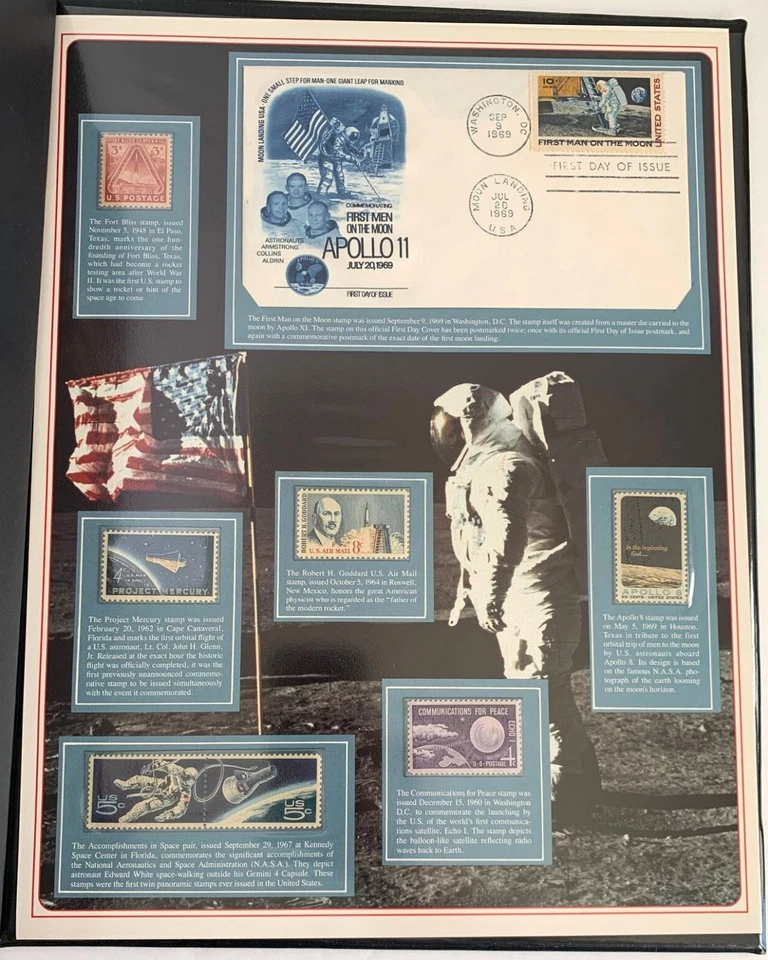 FORT BLISS CENTENNIAL
3¢ 3¢
U.S. POSTAGE
The Fort Bliss stamp, issued
November 5, 1948 in El Paso,
Texas, marks the one hun-
dredth anniversary of the
founding of Fort Bliss, Texas,
which had become a rocket
testing area after World War
II. It was the first U.S. stamp to
show a rocket or hint of the
space age to come.
MOON LANDING USA · ONE SMALL STEP FOR MAN · ONE GIANT LEAP FOR MANKIND
COMMEMORATING
FIRST MEN
ON THE MOON
APOLLO 11
JULY 20, 1969
ASTRONAUTS
ARMSTRONG
COLLINS
ALDRIN
FIRST DAY OF ISSUE
WASHINGTON, DC
SEP
9
1969
MOON LANDING
JUL
20
1969
USA
10¢
UNITED STATES
FIRST MAN ON THE MOON
FIRST DAY OF ISSUE
The First Man on the Moon stamp was issued September 9, 1969 in Washington, D.C. The stamp itself was created from a master die carried to the
moon by Apollo XI. The stamp on this official First Day Cover has been postmarked twice; once with its official First Day of Issue postmark, and
again with a commemorative postmark of the exact date of the first moon landing.
4¢
U.S. MAN
IN SPACE
PROJECT MERCURY
The Project Mercury stamp was issued
February 20, 1962 in Cape Canaveral,
Florida and marks the first orbital flight of
a U.S. astronaut, Lt. Col. John H. Glenn,
Jr. Released at the exact hour the historic
flight was officially completed, it was the
first previously unannounced commemo-
rative stamp to be issued simultaneously
with the event it commemorated.
ROBERT H. GODDARD
U.S. AIR MAIL 8¢
The Robert H. Goddard U.S. Air Mail
stamp, issued October 5, 1964 in Roswell,
New Mexico, honors the great American
physicist who is regarded as the "father of
the modern rocket."
In the beginning
God...
APOLLO 8
SIX CENTS · UNITED STATES
The Apollo 8 stamp was issued
on May 5, 1969 in Houston,
Texas in tribute to the first
orbital trip of men to the moon
by U.S. astronauts aboard
Apollo 8. Its design is based
on the famous N.A.S.A. pho-
tograph of the earth looming
on the moon's horizon.
COMMUNICATIONS FOR PEACE
ECHO I
U·S·POSTAGE
4¢
The Communications for Peace stamp was
issued December 15, 1960 in Washington
D.C. to commemorate the launching by
the U.S. of the world's first communica-
tions satellite, Echo I. The stamp depicts
the balloon-like satellite reflecting radio
waves back to Earth.
US
5c
US
5c
The Accomplishments in Space pair, issued September 29, 1967 at Kennedy
Space Center in Florida, commemorates the significant accomplishments of
the National Aeronautics and Space Administration (N.A.S.A.). They depict
astronaut Edward White space-walking outside his Gemini 4 Capsule. These
stamps were the first twin panoramic stamps ever issued in the United States.